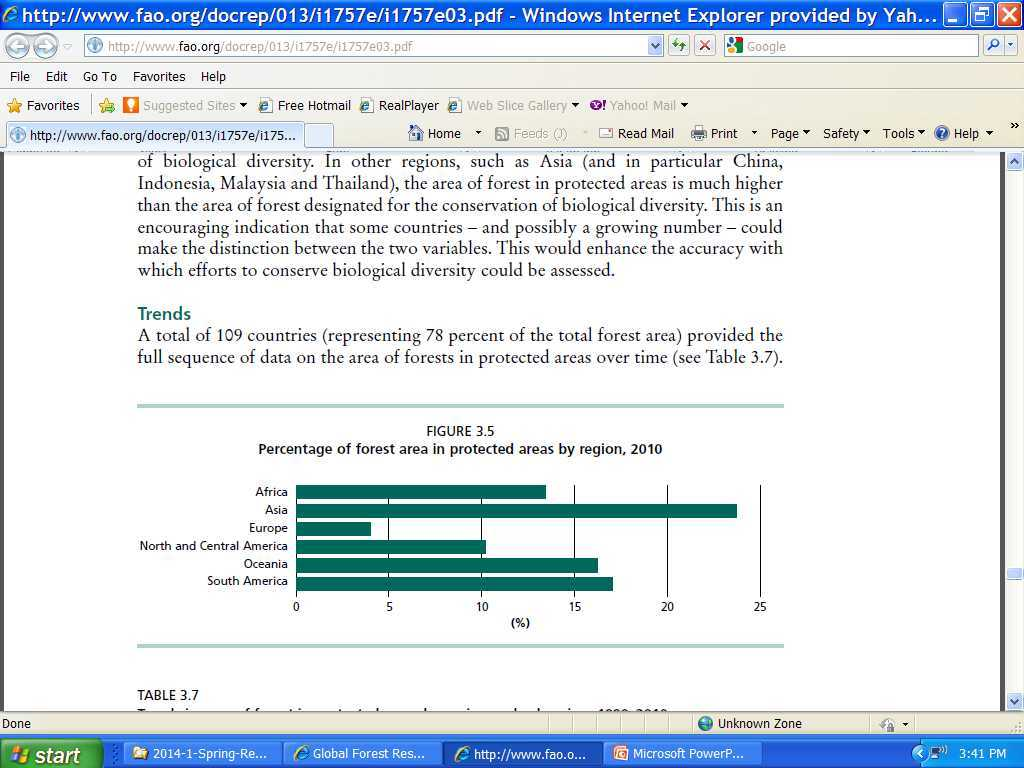 http://www.fao.org/docrep/013/i1757e/i1757e03.pdf - Windows Internet Explorer provided by Yah...
http://www.fao.org/docrep/013/i1757e/i1757e03.pdf
Google
File Edit Go To Favorites Help
Favorites Suggested Sites Free Hotmail RealPlayer Web Slice Gallery Yahoo! Mail
http://www.fao.org/docrep/013/i1757e/i175... Home Feeds (J) Read Mail Print Page Safety Tools Help »
of biological diversity. In other regions, such as Asia (and in particular China,
Indonesia, Malaysia and Thailand), the area of forest in protected areas is much higher
than the area of forest designated for the conservation of biological diversity. This is an
encouraging indication that some countries – and possibly a growing number – could
make the distinction between the two variables. This would enhance the accuracy with
which efforts to conserve biological diversity could be assessed.
Trends
A total of 109 countries (representing 78 percent of the total forest area) provided the
full sequence of data on the area of forests in protected areas over time (see Table 3.7).
FIGURE 3.5
Percentage of forest area in protected areas by region, 2010
Africa
Asia
Europe
North and Central America
Oceania
South America
0 5 10 15 20 25
(%)
TABLE 3.7
Done Unknown Zone
start 2014-1-Spring-Re... Global Forest Res... http://www.fao.o... Microsoft PowerP... 3:41 PM